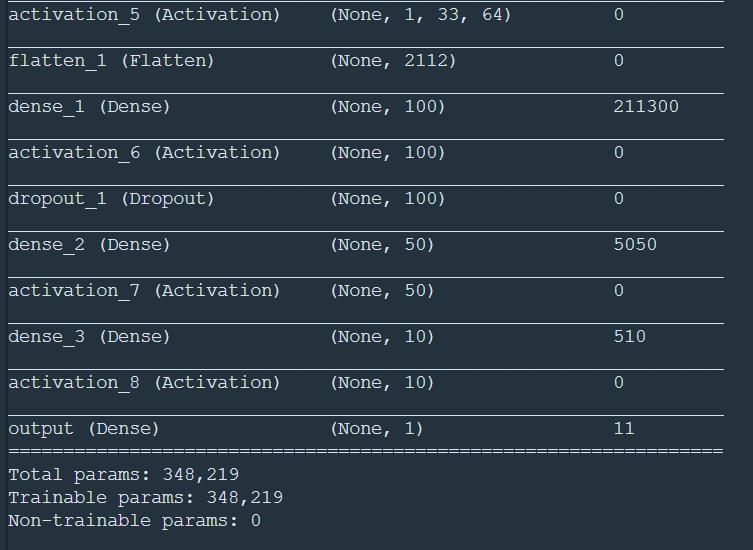 activation_5 (Activation) (None, 1, 33, 64) 0
flatten_1 (Flatten) (None, 2112) 0
dense_1 (Dense) (None, 100) 211300
activation_6 (Activation) (None, 100) 0
dropout_1 (Dropout) (None, 100) 0
dense_2 (Dense) (None, 50) 5050
activation_7 (Activation) (None, 50) 0
dense_3 (Dense) (None, 10) 510
activation_8 (Activation) (None, 10) 0
output (Dense) (None, 1) 11
Total params: 348,219
Trainable params: 348,219
Non-trainable params: 0